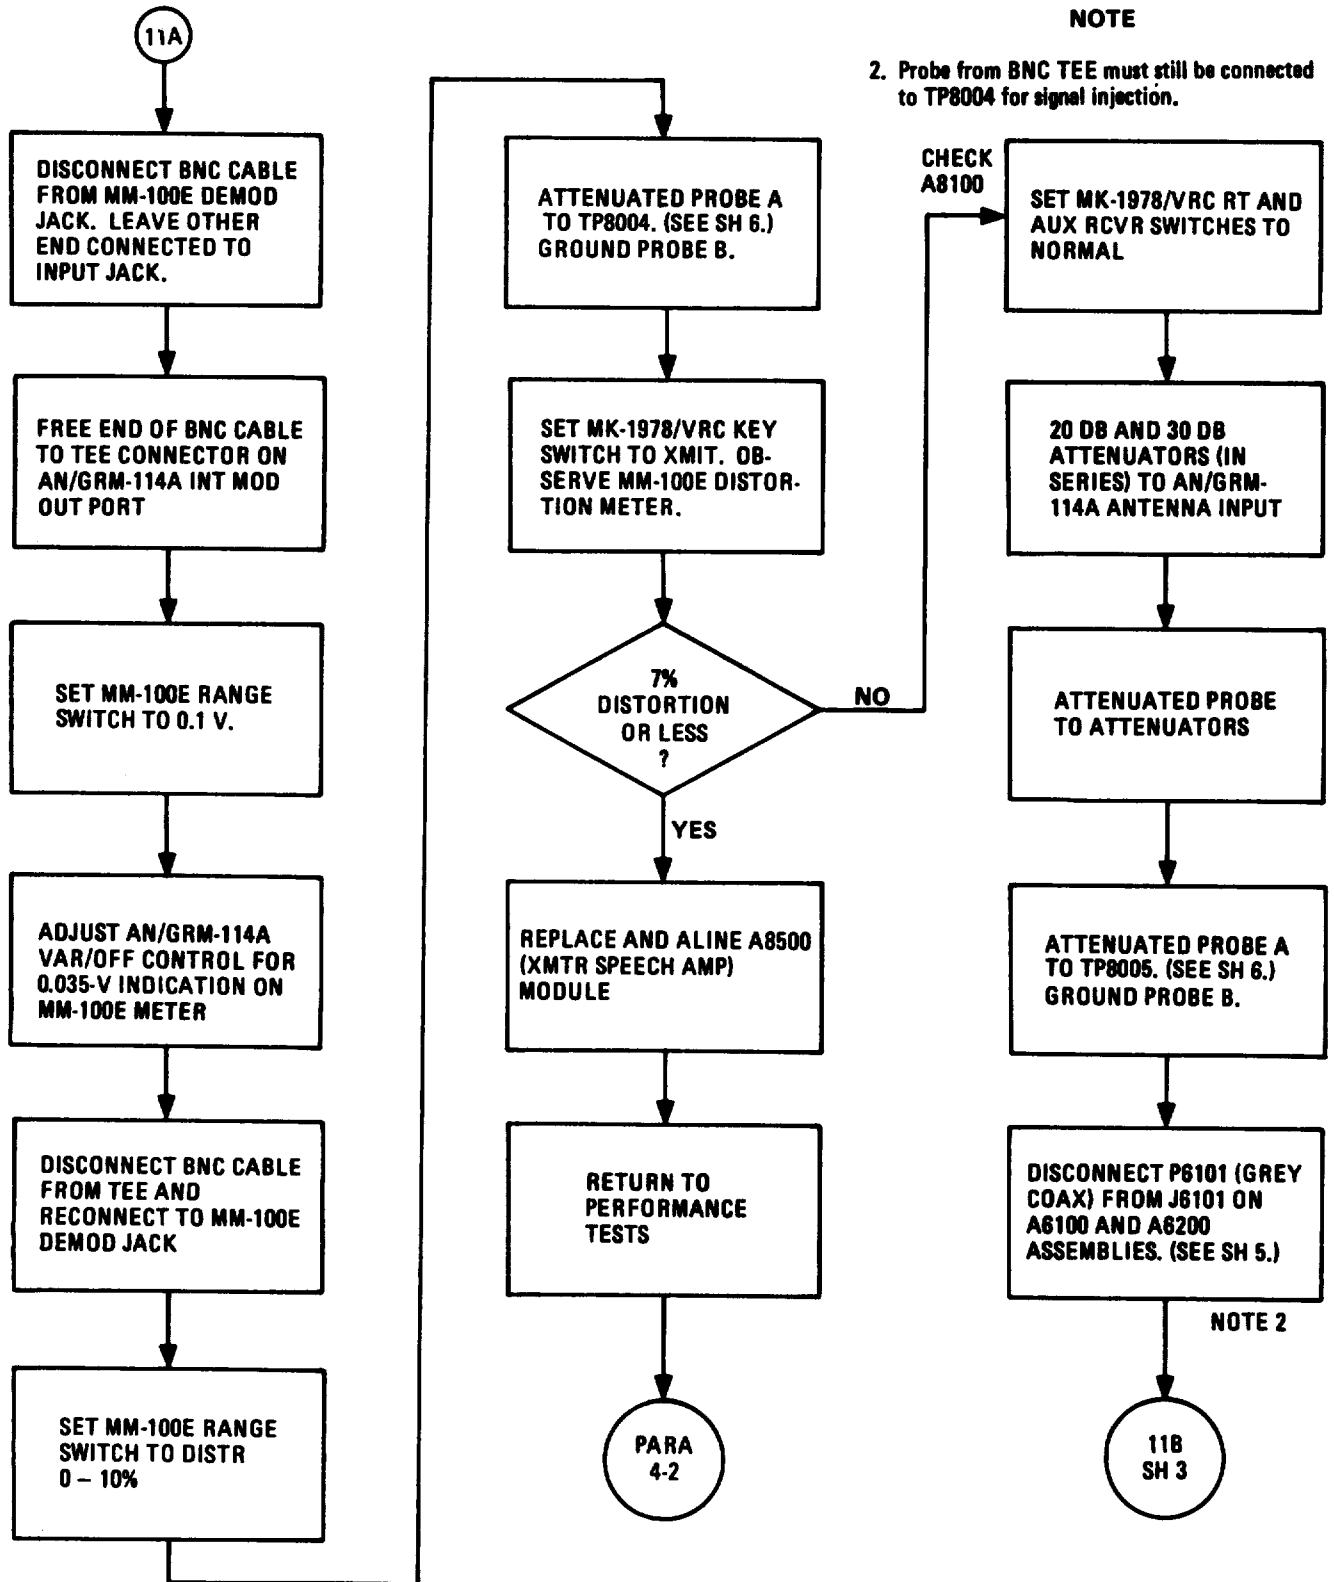 11A
DISCONNECT BNC CABLE
FROM MM-100E DEMOD
JACK. LEAVE OTHER
END CONNECTED TO
INPUT JACK.
FREE END OF BNC CABLE
TO TEE CONNECTOR ON
AN/GRM-114A INT MOD
OUT PORT
SET MM-100E RANGE
SWITCH TO 0.1 V.
ADJUST AN/GRM-114A
VAR/OFF CONTROL FOR
0.035-V INDICATION ON
MM-100E METER
DISCONNECT BNC CABLE
FROM TEE AND
RECONNECT TO MM-100E
DEMOD JACK
SET MM-100E RANGE
SWITCH TO DISTR
0 – 10%
ATTENUATED PROBE A
TO TP8004. (SEE SH 6.)
GROUND PROBE B.
SET MK-1978/VRC KEY
SWITCH TO XMIT. OB-
SERVE MM-100E DISTOR-
TION METER.
7%
DISTORTION
OR LESS
?
NO
YES
REPLACE AND ALINE A8500
(XMTR SPEECH AMP)
MODULE
RETURN TO
PERFORMANCE
TESTS
PARA
4-2
NOTE
2. Probe from BNC TEE must still be connected
to TP8004 for signal injection.
CHECK
A8100
SET MK-1978/VRC RT AND
AUX RCVR SWITCHES TO
NORMAL
20 DB AND 30 DB
ATTENUATORS (IN
SERIES) TO AN/GRM-
114A ANTENNA INPUT
ATTENUATED PROBE
TO ATTENUATORS
ATTENUATED PROBE A
TO TP8005. (SEE SH 6.)
GROUND PROBE B.
DISCONNECT P6101 (GREY
COAX) FROM J6101 ON
A6100 AND A6200
ASSEMBLIES. (SEE SH 5.)
NOTE 2
11B
SH 3